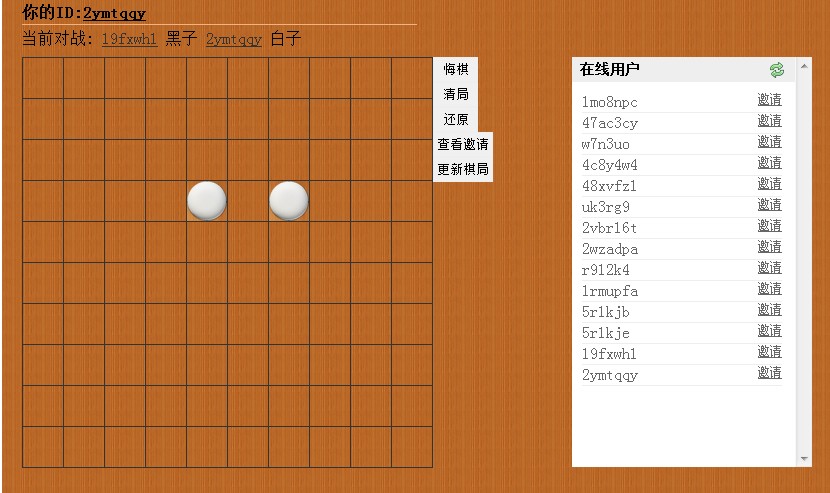 你的ID:2ymtqqy
当前对战: 19fxwh1 黑子 2ymtqqy 白子
悔棋
清局
还原
查看邀请
更新棋局
在线用户
1mo8npc 邀请
47ac3cy 邀请
w7n3uo 邀请
4c8y4w4 邀请
48xvfz1 邀请
uk3rg9 邀请
2vbr16t 邀请
2wzadpa 邀请
r912k4 邀请
1rmupfa 邀请
5r1kjb 邀请
5r1kje 邀请
19fxwh1 邀请
2ymtqqy 邀请